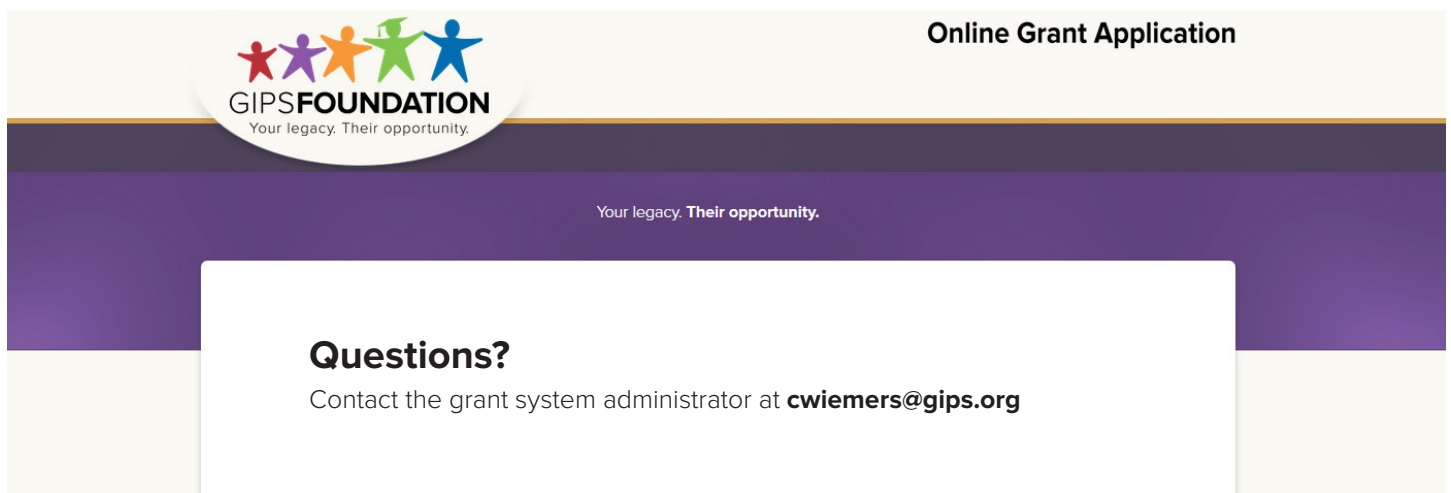 Online Grant Application
GIPSFOUNDATION
Your legacy. Their opportunity.
Your legacy. Their opportunity.
Questions?
Contact the grant system administrator at cwiemers@gips.org